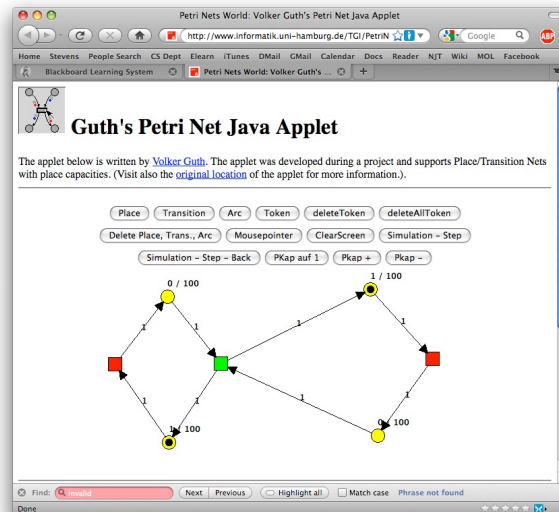 Petri Nets World: Volker Guth's Petri Net Java Applet
http://www.informatik.uni-hamburg.de/TGI/PetriN Google ABP
Home Stevens People Search CS Dept Elearn iTunes DMail GMail Calendar Docs Reader NJT Wiki MOL Facebook
Blackboard Learning System Petri Nets World: Volker Guth's ... +
Guth's Petri Net Java Applet
The applet below is written by Volker Guth. The applet was developed during a project and supports Place/Transition Nets
with place capacities. (Visit also the original location of the applet for more information.).
Place Transition Arc Token deleteToken deleteAllToken
Delete Place, Trans., Arc Mousepointer ClearScreen Simulation - Step
Simulation - Step - Back PKap auf 1 Pkap + Pkap -
0 / 100 1 / 100
1 1 1 1
1 1 1 1
100 100
Find: invalid Next Previous Highlight all Match case Phrase not found
Done